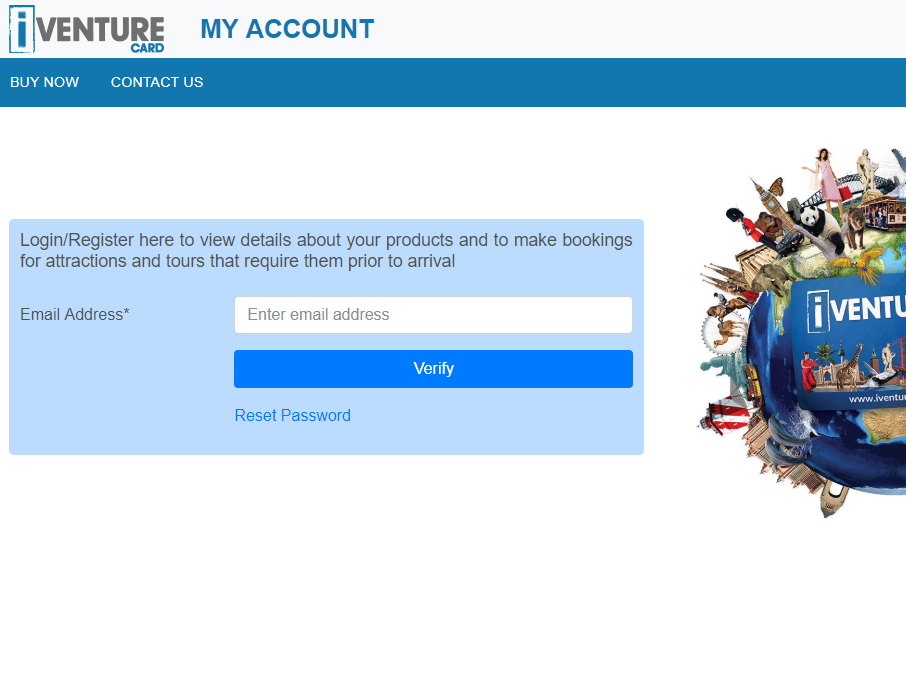 iVENTURE
CARD
MY ACCOUNT
BUY NOW CONTACT US
Login/Register here to view details about your products and to make bookings
for attractions and tours that require them prior to arrival
Email Address* Enter email address
Verify
Reset Password
iVENTU
www.iventu